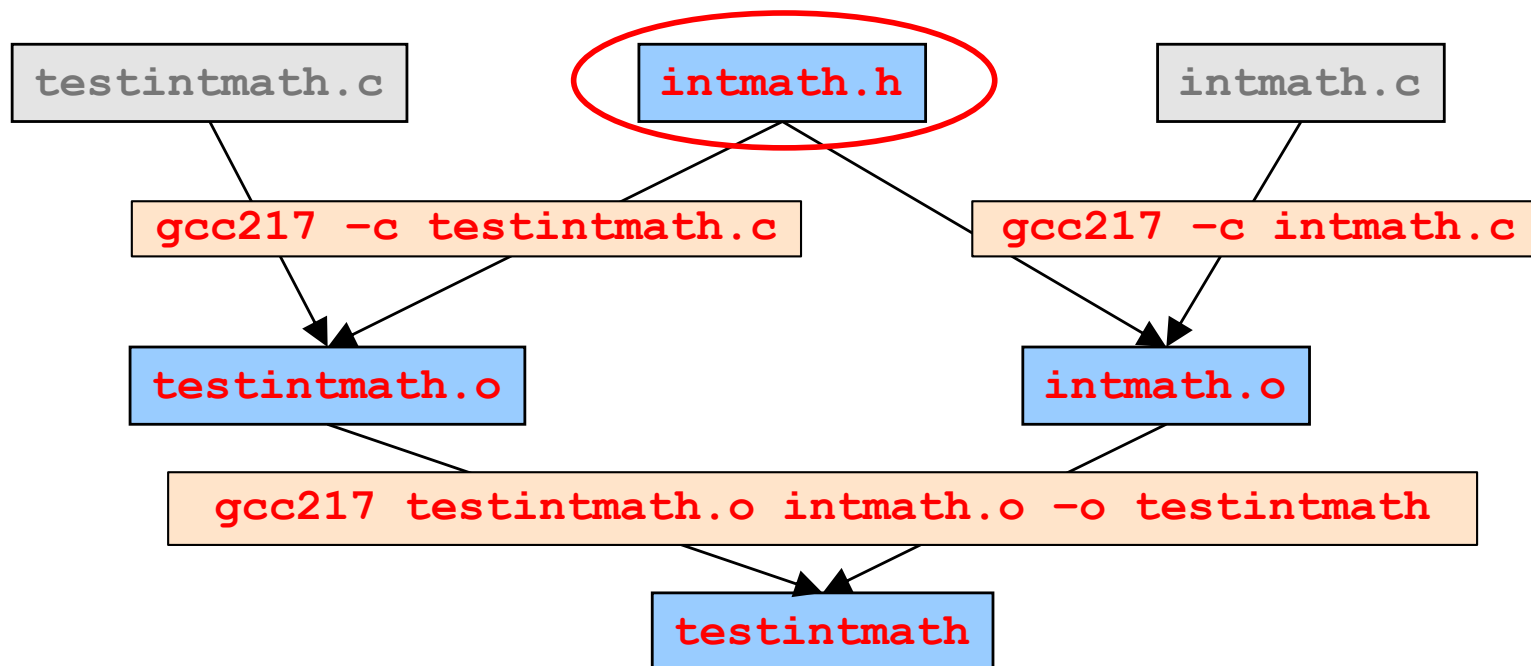 testintmath.c
intmath.h
intmath.c
gcc217 –c testintmath.c
gcc217 –c intmath.c
testintmath.o
intmath.o
gcc217 testintmath.o intmath.o –o testintmath
testintmath